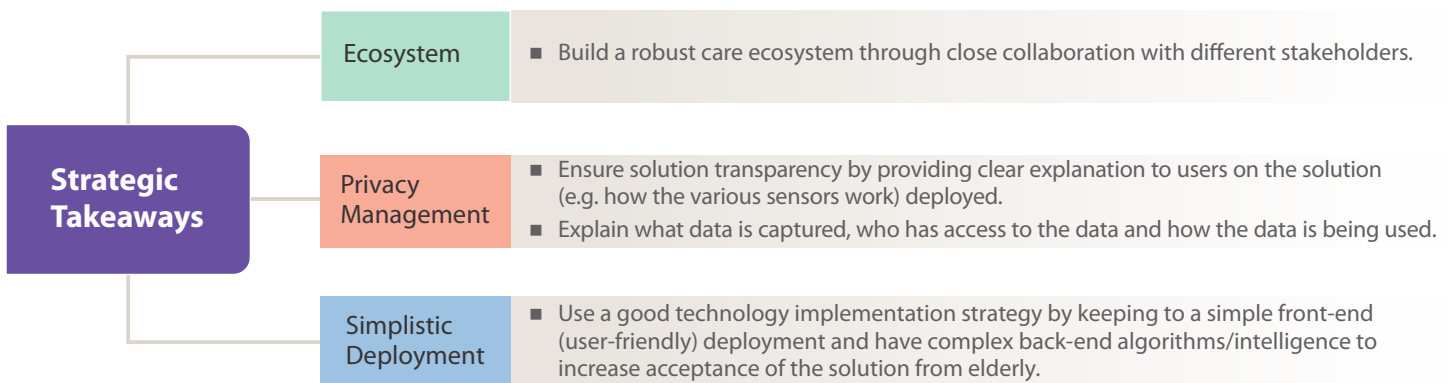 Strategic
Takeaways
Ecosystem
■ Build a robust care ecosystem through close collaboration with different stakeholders.
Privacy
Management
■ Ensure solution transparency by providing clear explanation to users on the solution
(e.g. how the various sensors work) deployed.
■ Explain what data is captured, who has access to the data and how the data is being used.
Simplistic
Deployment
■ Use a good technology implementation strategy by keeping to a simple front-end
(user-friendly) deployment and have complex back-end algorithms/intelligence to
increase acceptance of the solution from elderly.